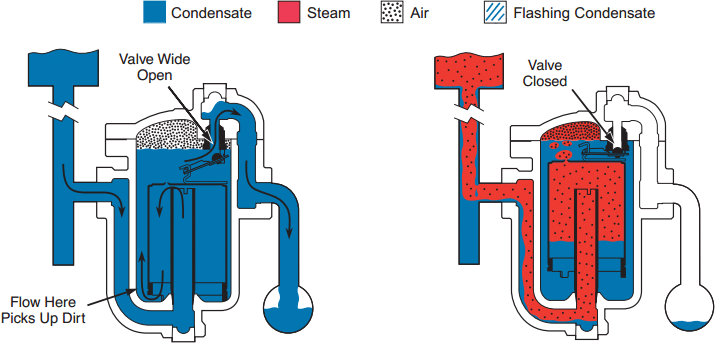 Condensate
Steam
Air
Flashing Condensate
Valve Wide
Open
Valve
Closed
Flow Here
Picks Up Dirt